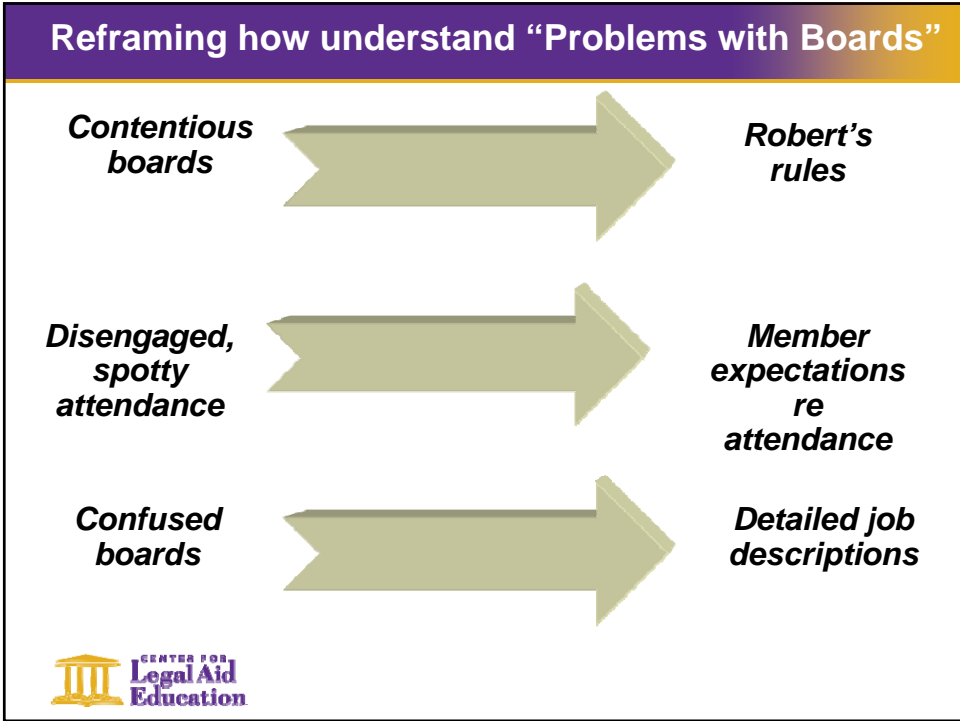 Reframing how understand “Problems with Boards”
Contentious
boards
Robert’s
rules
Disengaged,
spotty
attendance
Member
expectations
re
attendance
Confused
boards
Detailed job
descriptions
CENTER FOR
Legal Aid
Education